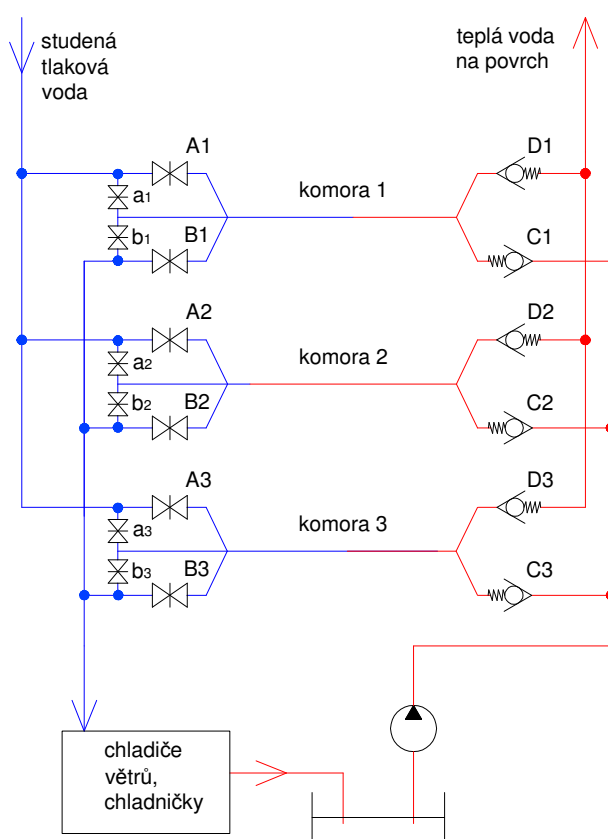 studená
tlaková
voda
teplá voda
na povrch
A1
D1
a1
komora 1
b1
B1
C1
A2
D2
a2
komora 2
b2
B2
C2
A3
D3
a3
komora 3
b3
B3
C3
chladiče
větrů,
chladničky